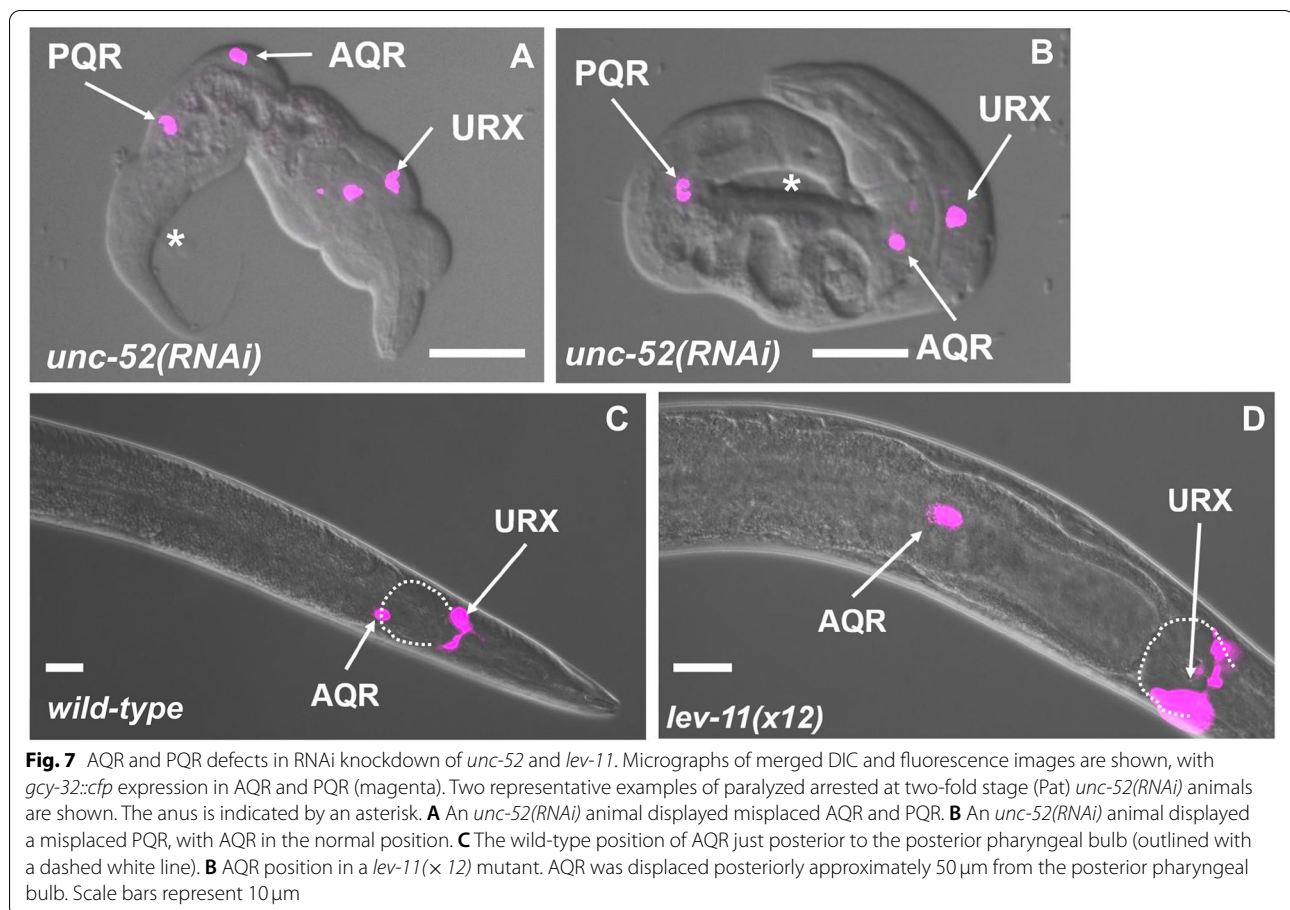 PQR
AQR
A
URX
*
unc-52(RNAi)
B
PQR
URX
*
unc-52(RNAi)
AQR
C
URX
AQR
wild-type
D
URX
AQR
lev-11(x12)
Fig. 7 AQR and PQR defects in RNAi knockdown of unc-52 and lev-11. Micrographs of merged DIC and fluorescence images are shown, with
gcy-32::cfp expression in AQR and PQR (magenta). Two representative examples of paralyzed arrested at two-fold stage (Pat) unc-52(RNAi) animals
are shown. The anus is indicated by an asterisk. A An unc-52(RNAi) animal displayed misplaced AQR and PQR. B An unc-52(RNAi) animal displayed
a misplaced PQR, with AQR in the normal position. C The wild-type position of AQR just posterior to the posterior pharyngeal bulb (outlined with
a dashed white line). B AQR position in a lev-11(× 12) mutant. AQR was displaced posteriorly approximately 50 μm from the posterior pharyngeal
bulb. Scale bars represent 10 μm